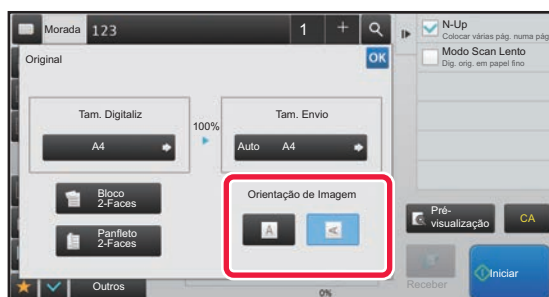 Morada 123 1 + 
N-Up
Colocar várias pág. numa pág
Original
OK
Modo Scan Lento
Dig. orig. em papel fino
Tam. Digitaliz
100%
Tam. Envio
A4
Auto A4
Bloco
2-Faces
Orientação de Imagem
A A
Panfleto
2-Faces
Pré-
visualização
CA
Outros
0%
Receber
Iniciar